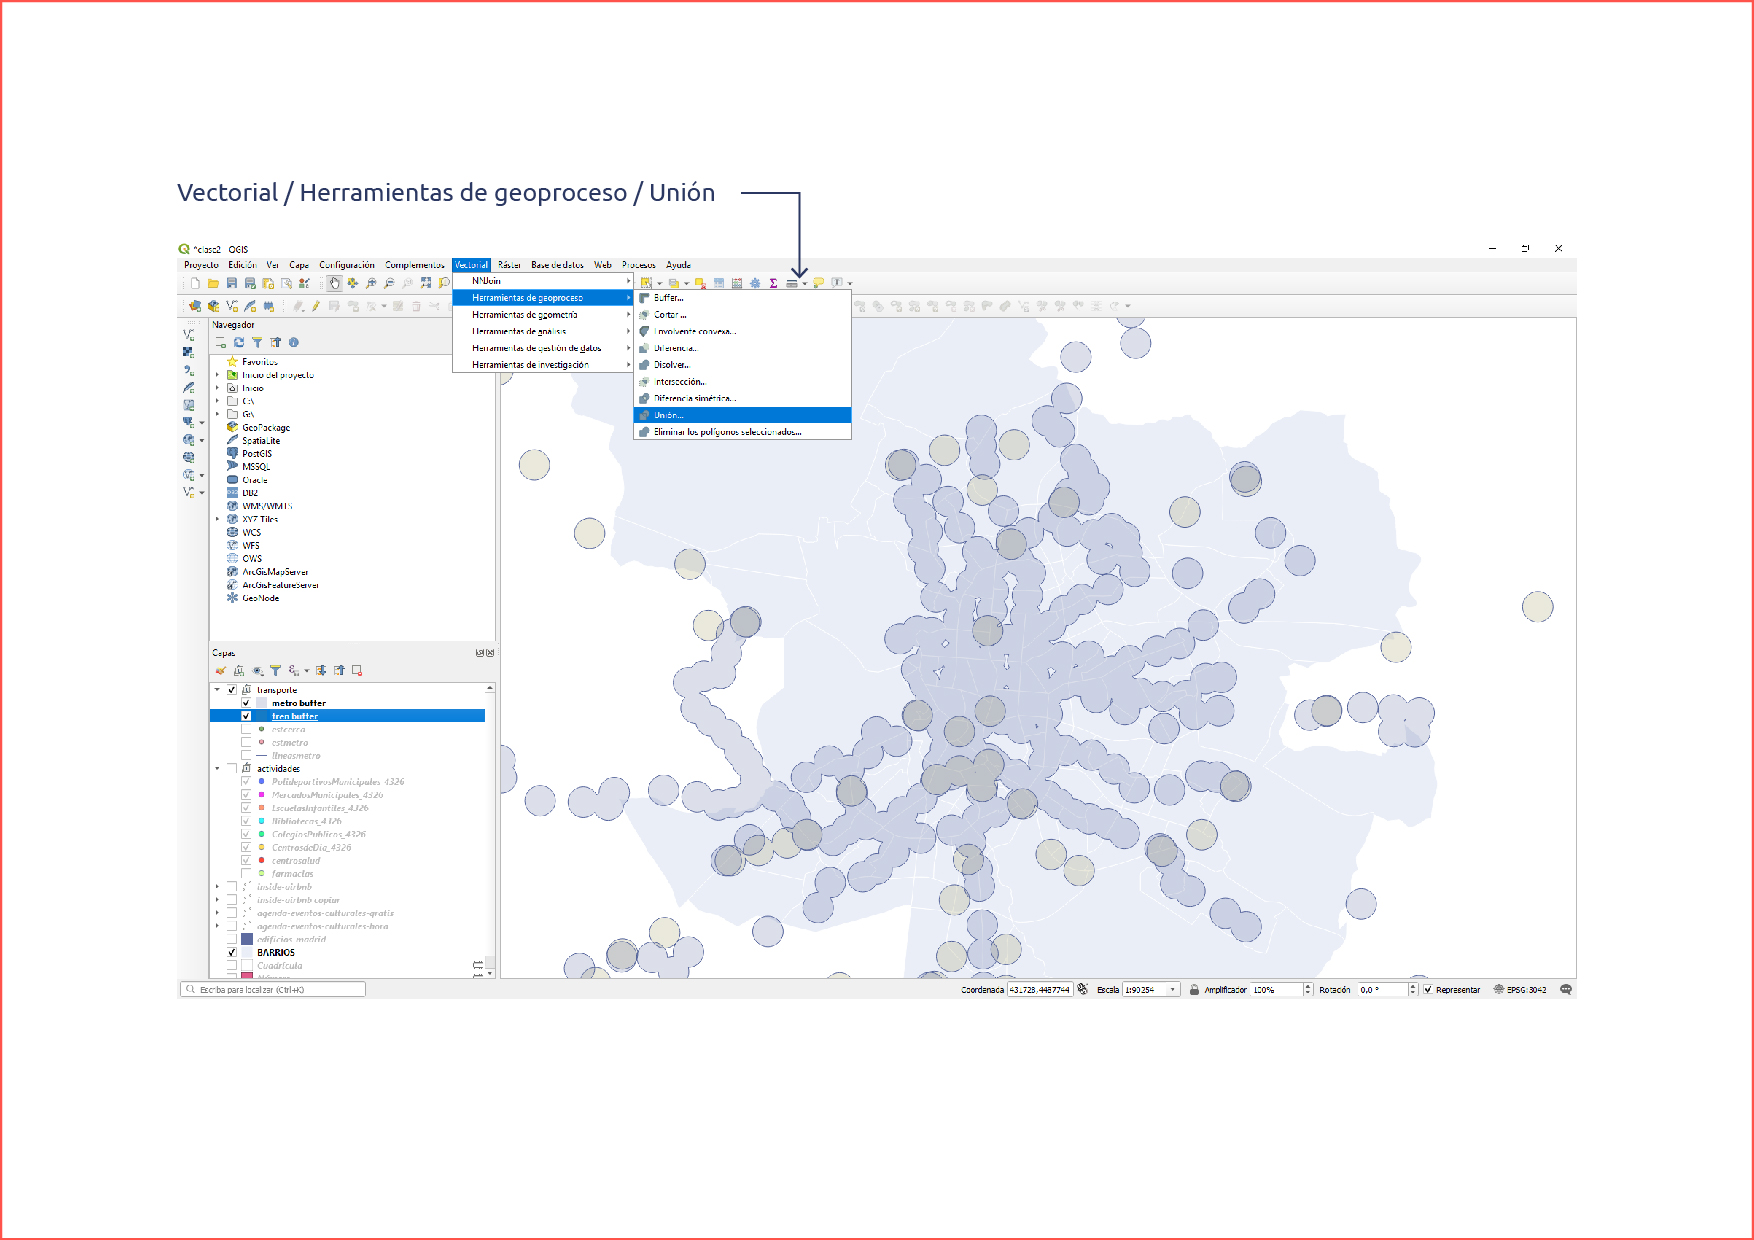 Vectorial / Herramientas de geoproceso / Unión
*clase2 - QGIS
Proyecto Edición Ver Capa Configuración Complementos Vectorial Ráster Base de datos Web Procesos Ayuda
NNJoin
Herramientas de geoproceso
Herramientas de geometría
Herramientas de análisis
Herramientas de gestión de datos
Herramientas de investigación
Buffer...
Cortar ...
Envolvente convexa...
Diferencia...
Disolver...
Intersección...
Diferencia simétrica...
Unión...
Eliminar los polígonos seleccionados...
Navegador
Favoritos
Inicio del proyecto
Inicio
C:\
G:\
GeoPackage
SpatiaLite
PostGIS
MSSQL
Oracle
DB2
WMS/WMTS
XYZ Tiles
WCS
WFS
OWS
ArcGisMapServer
ArcGisFeatureServer
GeoNode
Capas
transporte
metro buffer
tren buffer
estcerca
estmetro
lineasmetro
actividades
PolideportivosMunicipales_4326
MercadosMunicipales_4326
EscuelasInfantiles_4326
Bibliotecas_4326
ColegiosPublicos_4326
CentrosdeDia_4326
centrosalud
farmacias
inside-airbnb
inside-airbnb copiar
agenda-eventos-culturales-gratis
agenda-eventos-culturales-hora
edificios_madrid
BARRIOS
Cuadrícula
Escriba para localizar (Ctrl+K)
Coordenada 431728,4487744 Escala 1:90254 Amplificador 100% Rotación 0,0 ° Representar EPSG:3042